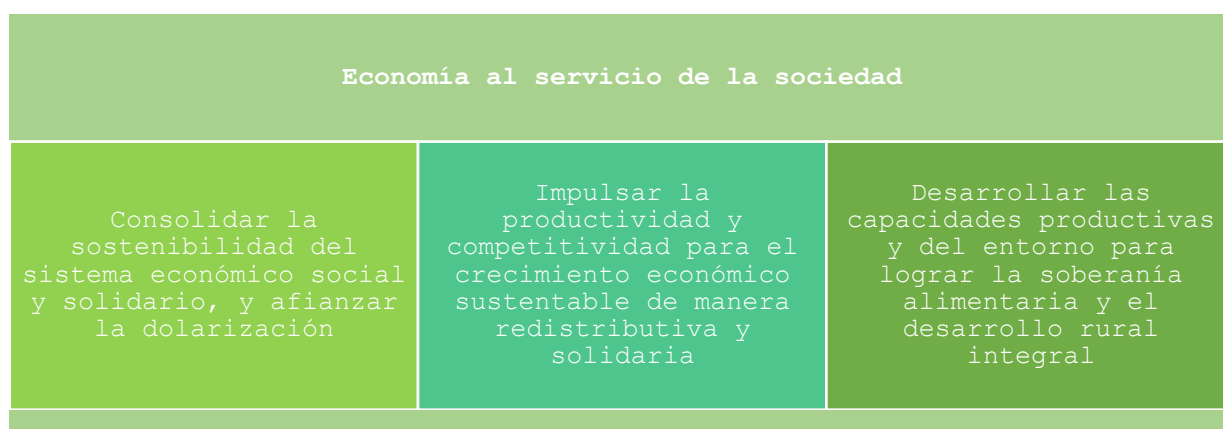 Economía al servicio de la sociedad
Consolidar la
sostenibilidad del
sistema económico social
y solidario, y afianzar
la dolarización
Impulsar la
productividad y
competitividad para el
crecimiento económico
sustentable de manera
redistributiva y
solidaria
Desarrollar las
capacidades productivas
y del entorno para
lograr la soberanía
alimentaria y el
desarrollo rural
integral